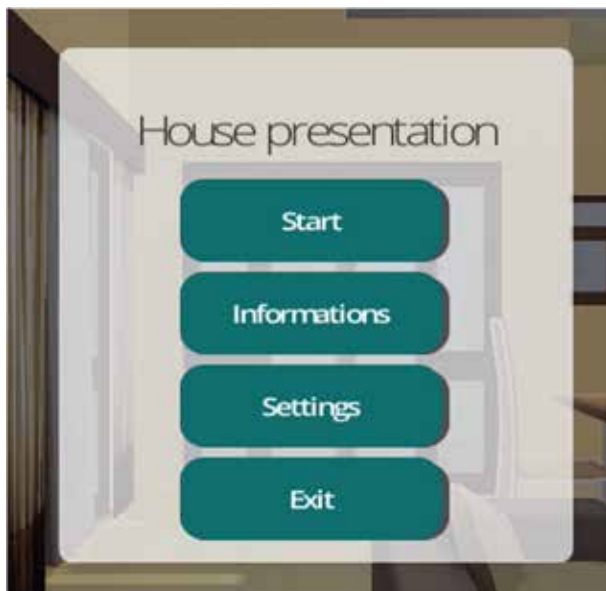 House presentation
Start
Informations
Settings
Exit